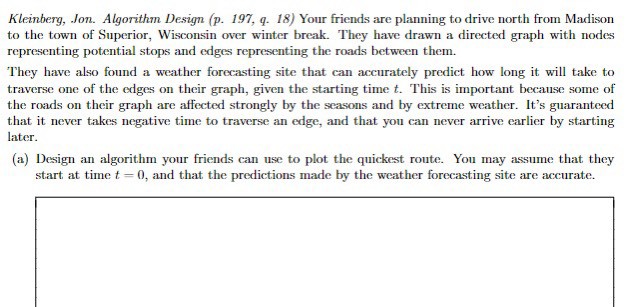 Kleinberg, Jon. Algorithm Design (p. 197, q. 18) Your friends are planning to drive north from Madison
to the town of Superior, Wisconsin over winter break. They have drawn a directed graph with nodes
representing potential stops and edges representing the roads between them.
They have also found a weather forecasting site that can accurately predict how long it will take to
traverse one of the edges on their graph, given the starting time t. This is important because some of
the roads on their graph are affected strongly by the seasons and by extreme weather. It's guaranteed
that it never takes negative time to traverse an edge, and that you can never arrive earlier by starting
later.
(a) Design an algorithm your friends can use to plot the quickest route. You may assume that they
start at time t = 0, and that the predictions made by the weather forecasting site are accurate.